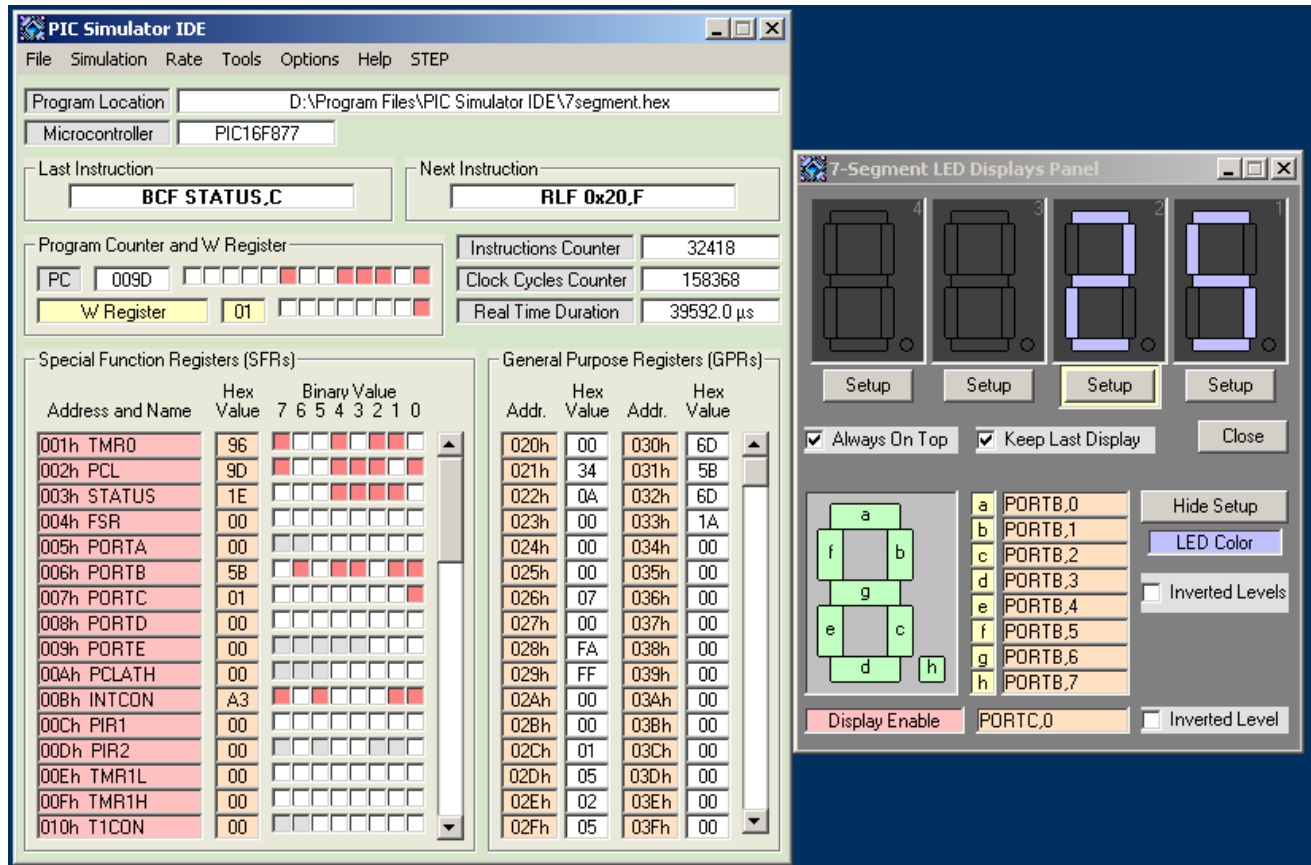 PIC Simulator IDE
File Simulation Rate Tools Options Help STEP
Program Location D:\Program Files\PIC Simulator IDE\7segment.hex
Microcontroller PIC16F877
Last Instruction
BCF STATUS,C
Next Instruction
RLF 0x20,F
Program Counter and W Register
PC 009D
W Register 01
Instructions Counter 32418
Clock Cycles Counter 158368
Real Time Duration 39592.0 µs
Special Function Registers (SFRs)
Address and Name Hex Value Binary Value
7 6 5 4 3 2 1 0
001h TMR0 96
002h PCL 9D
003h STATUS 1E
004h FSR 00
005h PORTA 00
006h PORTB 5B
007h PORTC 01
008h PORTD 00
009h PORTE 00
00Ah PCLATH 00
00Bh INTCON A3
00Ch PIR1 00
00Dh PIR2 00
00Eh TMR1L 00
00Fh TMR1H 00
010h T1CON 00
General Purpose Registers (GPRs)
Addr. Hex Value Addr. Hex Value
020h 00 030h 6D
021h 34 031h 5B
022h 0A 032h 6D
023h 00 033h 1A
024h 00 034h 00
025h 00 035h 00
026h 07 036h 00
027h 00 037h 00
028h FA 038h 00
029h FF 039h 00
02Ah 00 03Ah 00
02Bh 00 03Bh 00
02Ch 01 03Ch 00
02Dh 05 03Dh 00
02Eh 02 03Eh 00
02Fh 05 03Fh 00
7-Segment LED Displays Panel
4 3 2 1
2 5
Setup Setup Setup Setup
Always On Top Keep Last Display Close
a
f b
g
e c
d h
a PORTB,0
b PORTB,1
c PORTB,2
d PORTB,3
e PORTB,4
f PORTB,5
g PORTB,6
h PORTB,7
Hide Setup
LED Color
Inverted Levels
Display Enable PORTC,0 Inverted Level